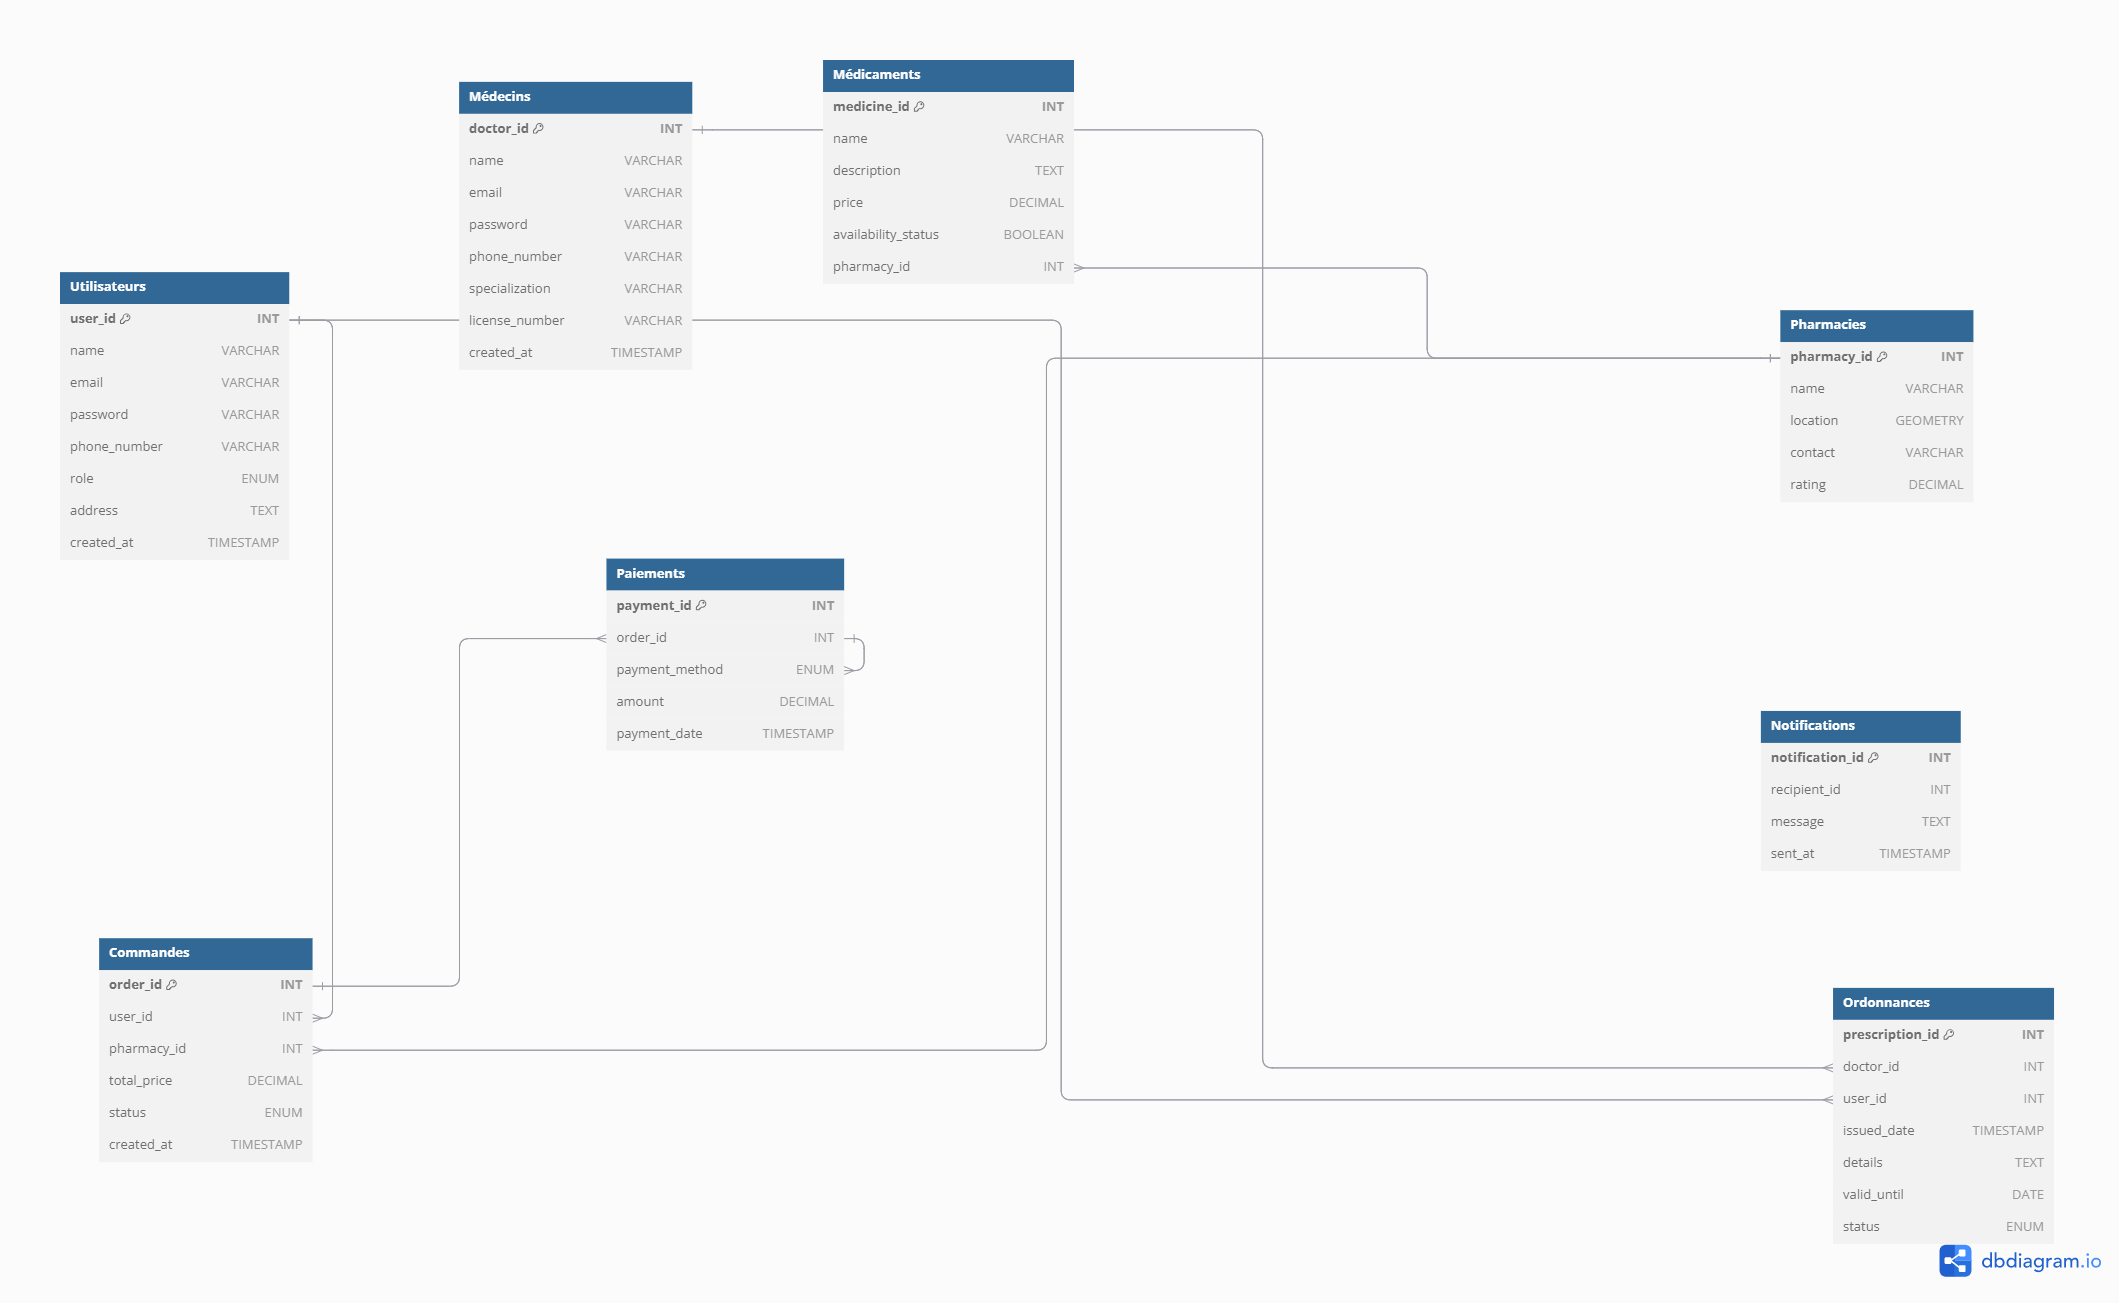 Médecins
doctor_id INT
name VARCHAR
email VARCHAR
password VARCHAR
phone_number VARCHAR
specialization VARCHAR
license_number VARCHAR
created_at TIMESTAMP
Médicaments
medicine_id INT
name VARCHAR
description TEXT
price DECIMAL
availability_status BOOLEAN
pharmacy_id INT
Utilisateurs
user_id INT
name VARCHAR
email VARCHAR
password VARCHAR
phone_number VARCHAR
role ENUM
address TEXT
created_at TIMESTAMP
Pharmacies
pharmacy_id INT
name VARCHAR
location GEOMETRY
contact VARCHAR
rating DECIMAL
Paiements
payment_id INT
order_id INT
payment_method ENUM
amount DECIMAL
payment_date TIMESTAMP
Notifications
notification_id INT
recipient_id INT
message TEXT
sent_at TIMESTAMP
Commandes
order_id INT
user_id INT
pharmacy_id INT
total_price DECIMAL
status ENUM
created_at TIMESTAMP
Ordonnances
prescription_id INT
doctor_id INT
user_id INT
issued_date TIMESTAMP
details TEXT
valid_until DATE
status ENUM
dbdiagram.io